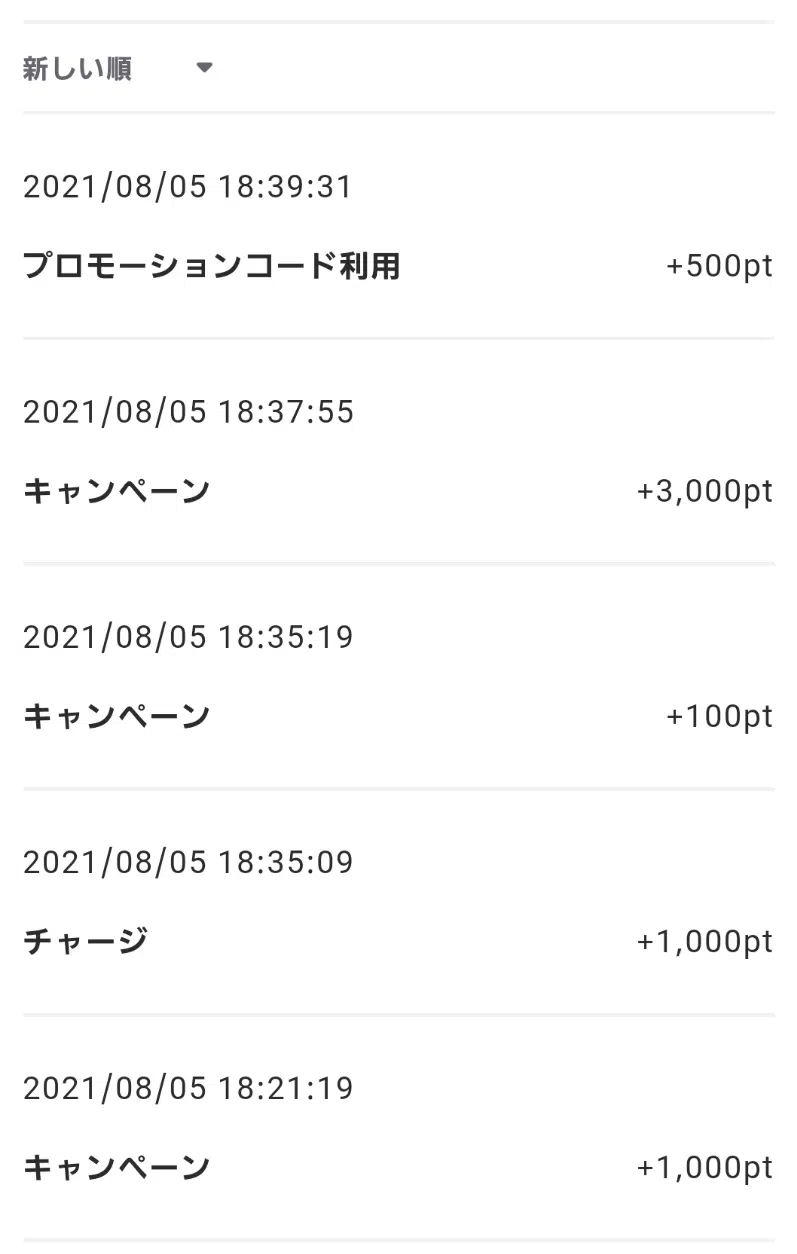 新しい順
2021/08/05 18:39:31
プロモーションコード利用 +500pt
2021/08/05 18:37:55
キャンペーン +3,000pt
2021/08/05 18:35:19
キャンペーン +100pt
2021/08/05 18:35:09
チャージ +1,000pt
2021/08/05 18:21:19
キャンペーン +1,000pt